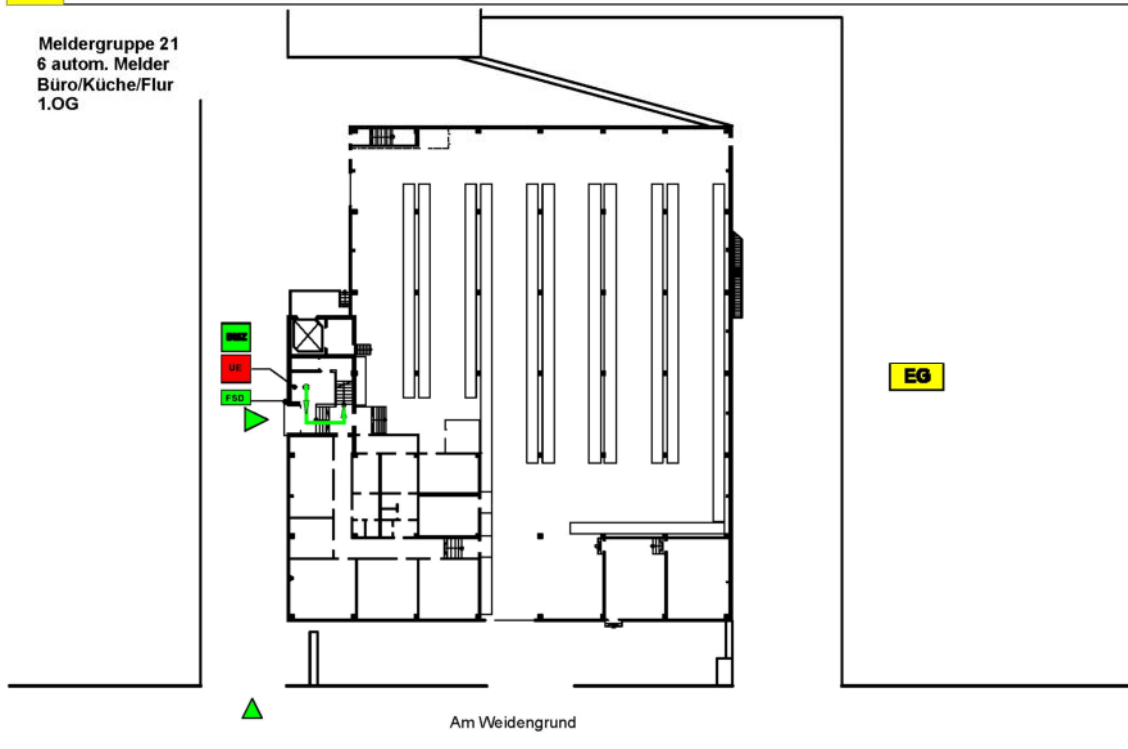 Meldergruppe 21
6 autom. Melder
Büro/Küche/Flur
1.OG
UE
FSD
EG
Am Weidengrund